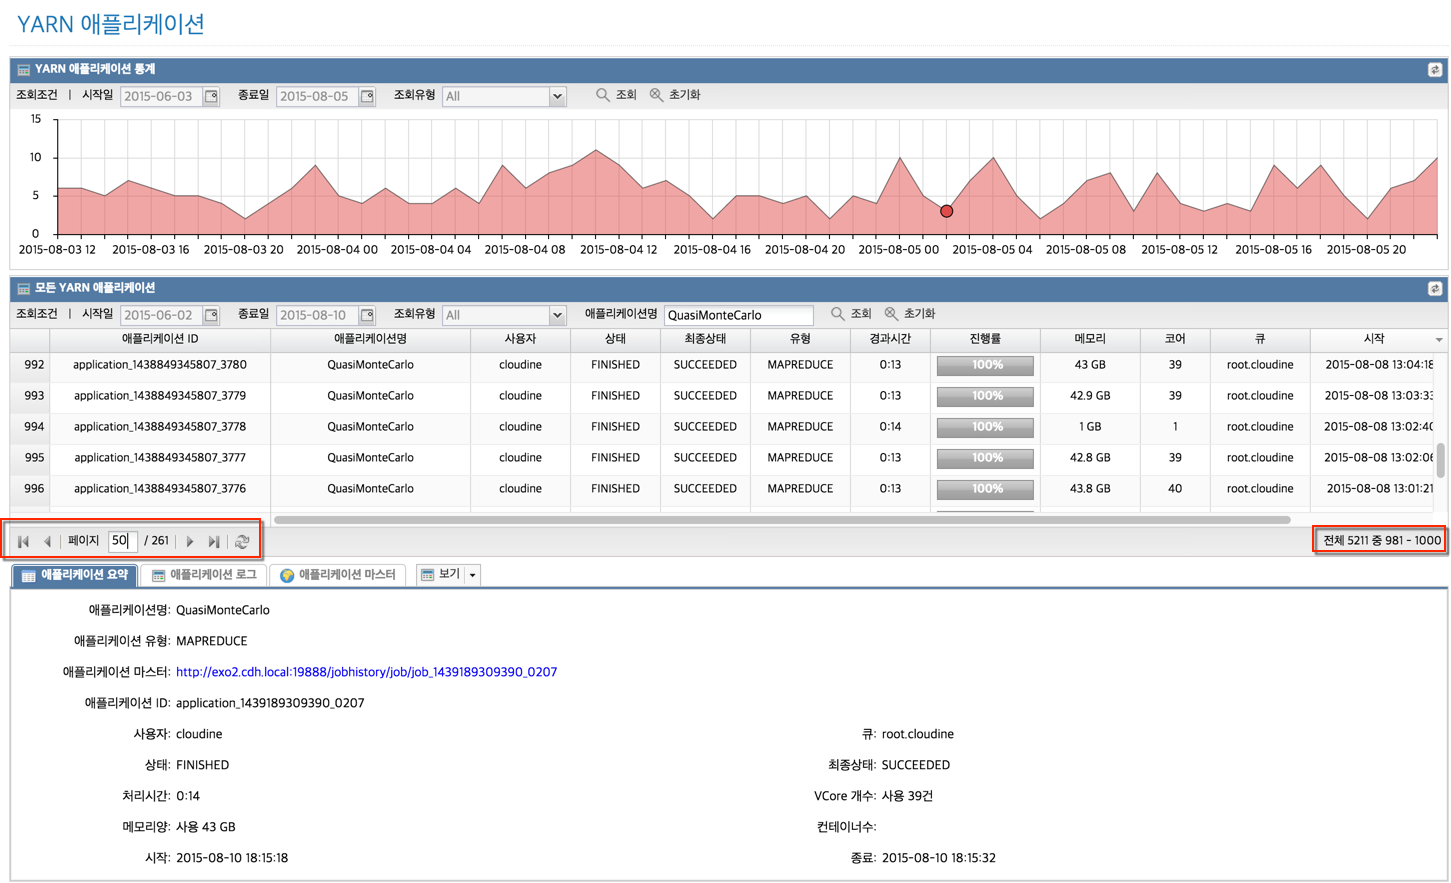 YARN 애플리케이션
YARN 애플리케이션 통계
조회조건 | 시작일 2015-06-03 종료일 2015-08-05 조회유형 All 조회 초기화
15
10
5
0
2015-08-03 12 2015-08-03 16 2015-08-03 20 2015-08-04 00 2015-08-04 04 2015-08-04 08 2015-08-04 12 2015-08-04 16 2015-08-04 20 2015-08-05 00 2015-08-05 04 2015-08-05 08 2015-08-05 12 2015-08-05 16 2015-08-05 20
모든 YARN 애플리케이션
조회조건 | 시작일 2015-06-02 종료일 2015-08-10 조회유형 All 애플리케이션명 QuasiMonteCarlo 조회 초기화
애플리케이션 ID 애플리케이션명 사용자 상태 최종상태 유형 경과시간 진행률 메모리 코어 큐 시작
992 application_1438849345807_3780 QuasiMonteCarlo cloudine FINISHED SUCCEEDED MAPREDUCE 0:13 100% 43 GB 39 root.cloudine 2015-08-08 13:04:18
993 application_1438849345807_3779 QuasiMonteCarlo cloudine FINISHED SUCCEEDED MAPREDUCE 0:13 100% 42.9 GB 39 root.cloudine 2015-08-08 13:03:33
994 application_1438849345807_3778 QuasiMonteCarlo cloudine FINISHED SUCCEEDED MAPREDUCE 0:14 100% 1 GB 1 root.cloudine 2015-08-08 13:02:40
995 application_1438849345807_3777 QuasiMonteCarlo cloudine FINISHED SUCCEEDED MAPREDUCE 0:13 100% 42.8 GB 39 root.cloudine 2015-08-08 13:02:06
996 application_1438849345807_3776 QuasiMonteCarlo cloudine FINISHED SUCCEEDED MAPREDUCE 0:13 100% 43.8 GB 40 root.cloudine 2015-08-08 13:01:21
페이지 50 / 261 전체 5211 중 981 - 1000
애플리케이션 요약 애플리케이션 로그 애플리케이션 마스터 보기
애플리케이션명: QuasiMonteCarlo
애플리케이션 유형: MAPREDUCE
애플리케이션 마스터: http://exo2.cdh.local:19888/jobhistory/job/job_1439189309390_0207
애플리케이션 ID: application_1439189309390_0207
사용자: cloudine 큐: root.cloudine
상태: FINISHED 최종상태: SUCCEEDED
처리시간: 0:14 VCore 개수: 사용 39건
메모리양: 사용 43 GB 컨테이너수:
시작: 2015-08-10 18:15:18 종료: 2015-08-10 18:15:32